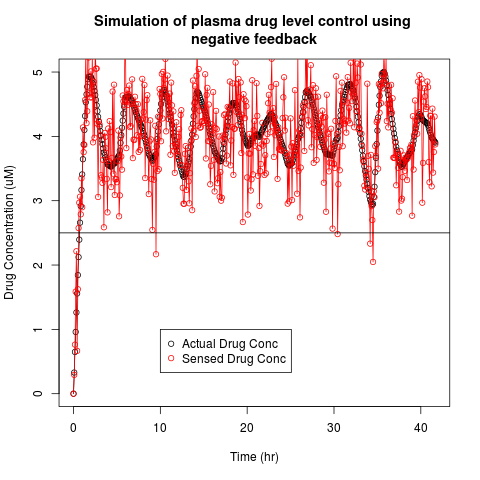 Simulation of plasma drug level control using
negative feedback
Drug Concentration (uM)
5
4
3
2
1
0
Actual Drug Conc
Sensed Drug Conc
0 10 20 30 40
Time (hr)